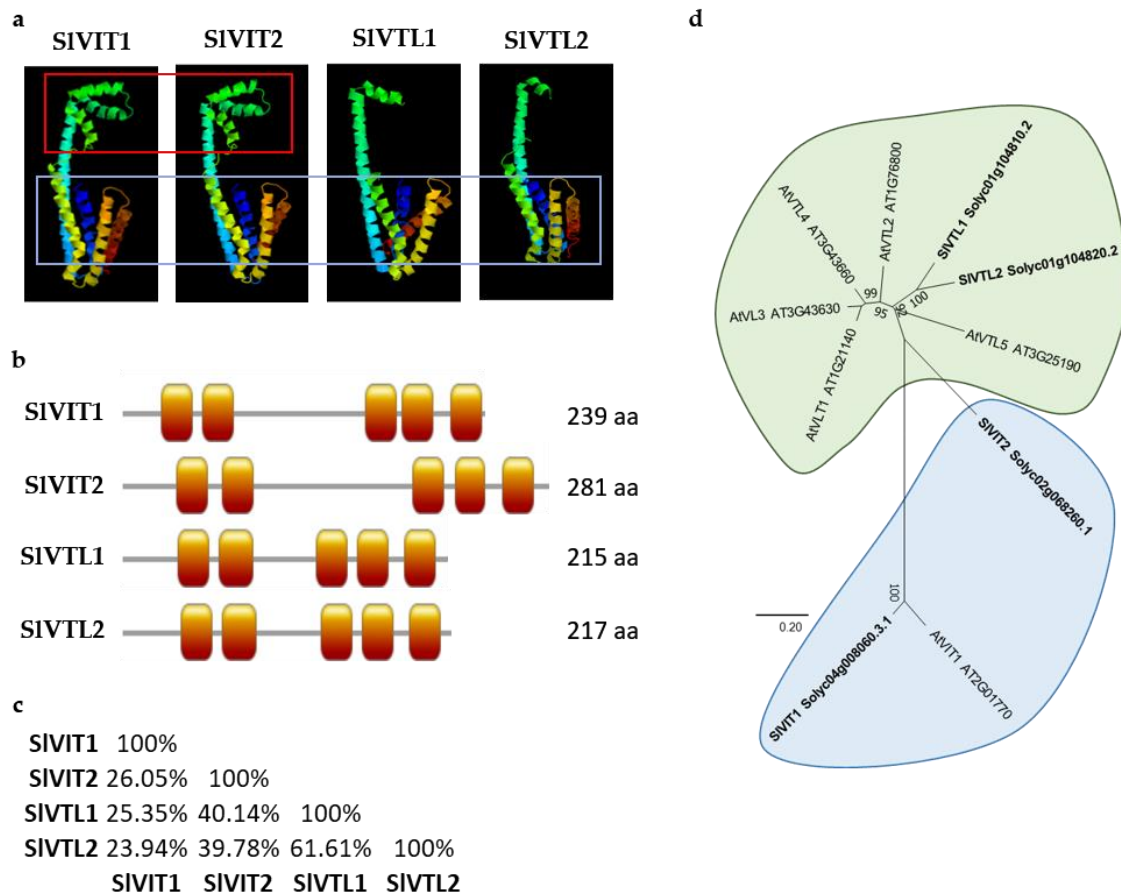 a
SlVIT1 SlVIT2 SlVTL1 SlVTL2
b
SlVIT1 239 aa
SlVIT2 281 aa
SlVTL1 215 aa
SlVTL2 217 aa
c
SlVIT1 100%
SlVIT2 26.05% 100%
SlVTL1 25.35% 40.14% 100%
SlVTL2 23.94% 39.78% 61.61% 100%
SlVIT1 SlVIT2 SlVTL1 SlVTL2
d
SlVTL1 Solyc01g104810.2
AtVTL2 AT1G76800
AtVTL4 AT3G43660
SlVTL2 Solyc01g104820.2
AtVL3 AT3G43630
99
95
92
100
AtVTL5 AT3G25190
AtVLT1 AT1G21140
SlVIT2 Solyc02g068260.1
100
0.20
SlVIT1 Solyc04g008060.3.1
AtVIT1 AT2G01770